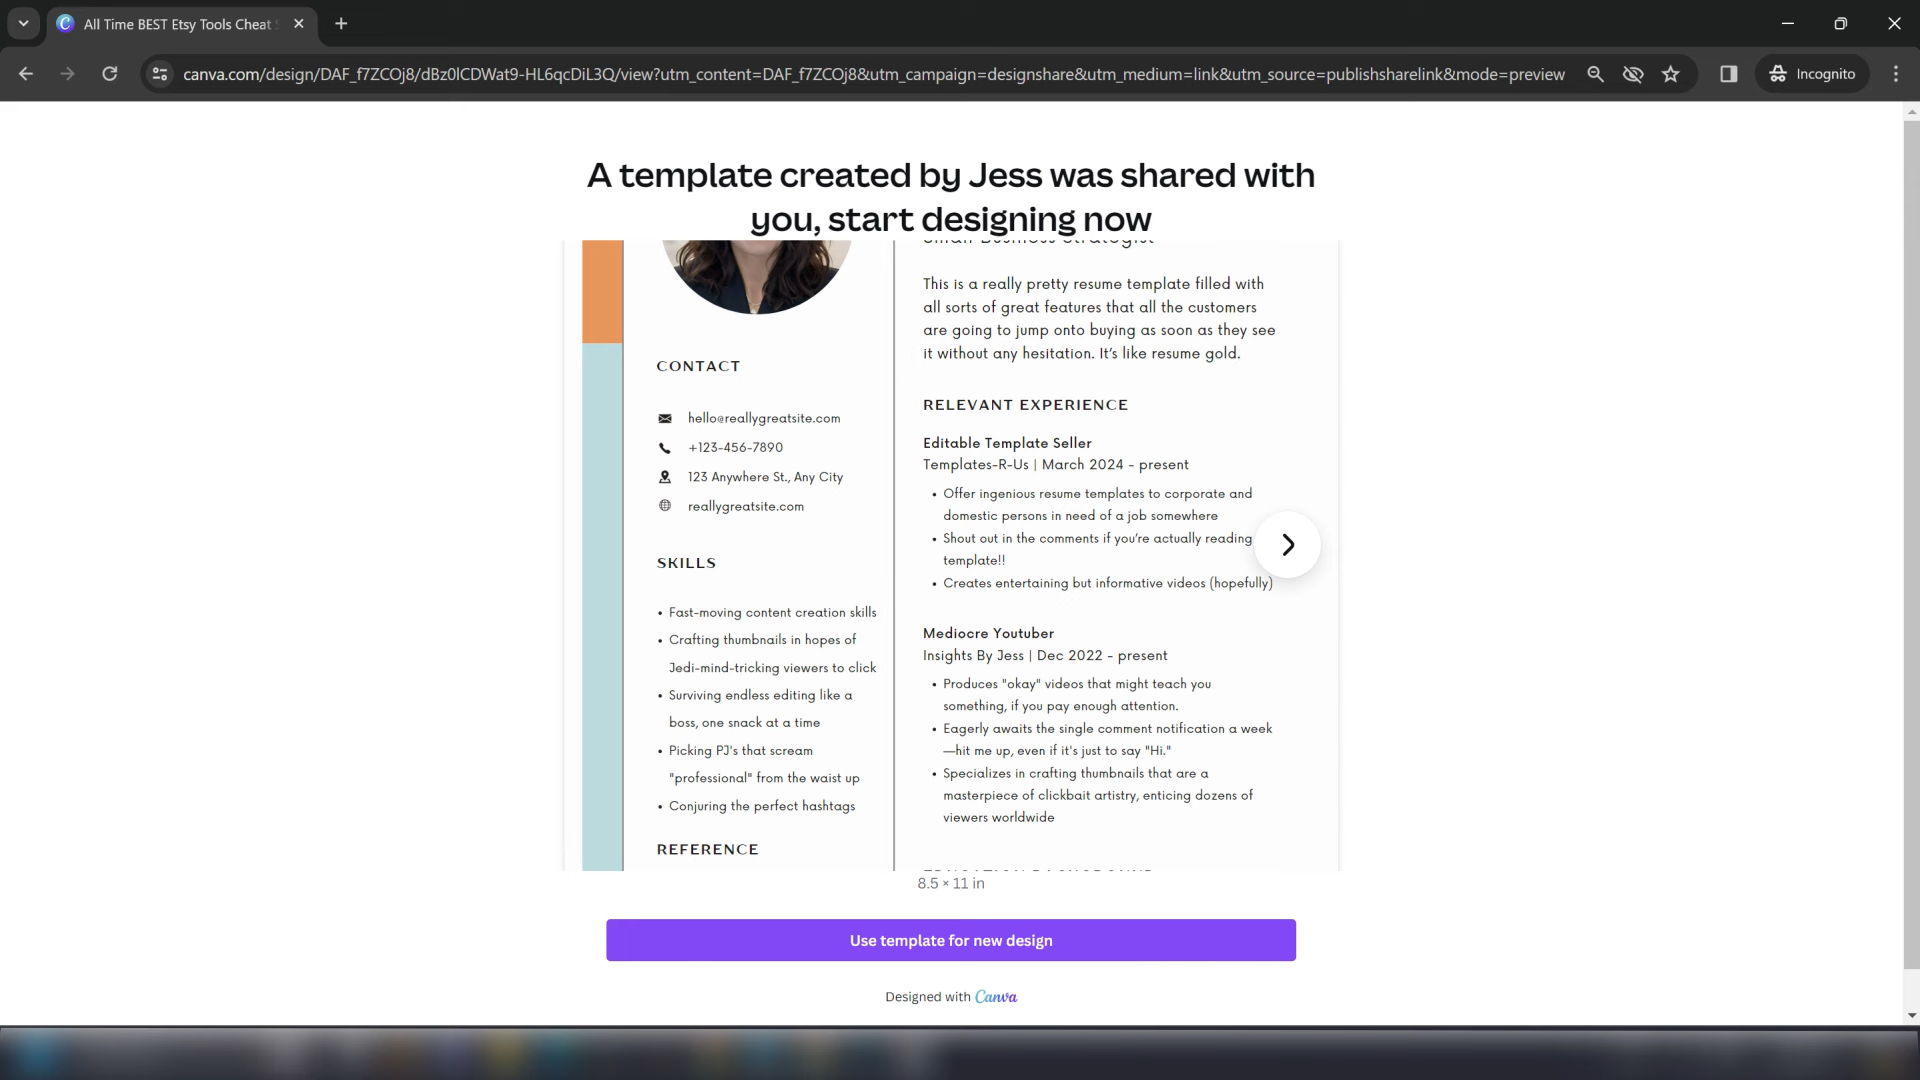 All Time BEST Etsy Tools Cheat
canva.com/design/DAF_f7ZCOj8/dBz0lCDWat9-HL6qcDiL3Q/view?utm_content=DAF_f7ZCOj8&utm_campaign=designshare&utm_medium=link&utm_source=publishsharelink&mode=preview
Incognito
A template created by Jess was shared with
you, start designing now
CONTACT
hello@reallygreatsite.com
+123-456-7890
123 Anywhere St., Any City
reallygreatsite.com
SKILLS
• Fast-moving content creation skills
• Crafting thumbnails in hopes of
Jedi-mind-tricking viewers to click
• Surviving endless editing like a
boss, one snack at a time
• Picking PJ's that scream
"professional" from the waist up
• Conjuring the perfect hashtags
REFERENCE
Small Business Strategist
This is a really pretty resume template filled with
all sorts of great features that all the customers
are going to jump onto buying as soon as they see
it without any hesitation. It's like resume gold.
RELEVANT EXPERIENCE
Editable Template Seller
Templates-R-Us | March 2024 - present
• Offer ingenious resume templates to corporate and
domestic persons in need of a job somewhere
• Shout out in the comments if you're actually reading
template!!
• Creates entertaining but informative videos (hopefully)
Mediocre Youtuber
Insights By Jess | Dec 2022 - present
• Produces "okay" videos that might teach you
something, if you pay enough attention.
• Eagerly awaits the single comment notification a week
—hit me up, even if it's just to say "Hi."
• Specializes in crafting thumbnails that are a
masterpiece of clickbait artistry, enticing dozens of
viewers worldwide
8.5 × 11 in
Use template for new design
Designed with Canva